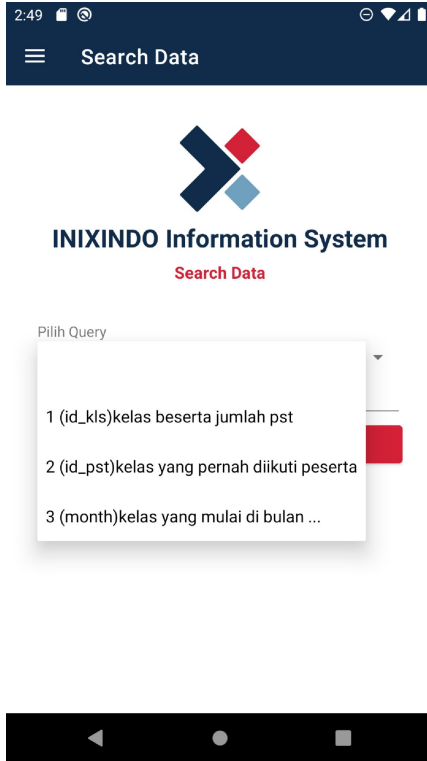 2:49
Search Data
INIXINDO Information System
Search Data
Pilih Query
1 (id_kls)kelas beserta jumlah pst
2 (id_pst)kelas yang pernah diikuti peserta
3 (month)kelas yang mulai di bulan ...